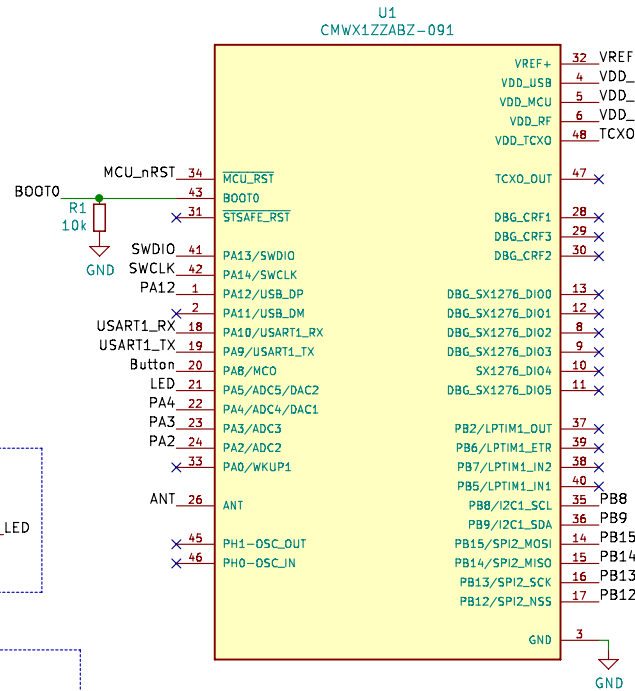 U1
CMWX1ZZABZ-091
VREF+ 32 VREF
VDD_USB 4 VDD_
VDD_MCU 5 VDD_
VDD_RF 6 VDD_
VDD_TCXO 48 TCXO
MCU_nRST 34 MCU_RST TCXO_OUT 47
BOOT0 43 BOOT0
R1
10k
GND
31 STSAFE_RST DBG_CRF1 28
DBG_CRF3 29
SWDIO 41 PA13/SWDIO DBG_CRF2 30
SWCLK 42 PA14/SWCLK
PA12 1 PA12/USB_DP DBG_SX1276_DIO0 13
2 PA11/USB_DM DBG_SX1276_DIO1 12
USART1_RX 18 PA10/USART1_RX DBG_SX1276_DIO2 8
USART1_TX 19 PA9/USART1_TX DBG_SX1276_DIO3 9
Button 20 PA8/MCO SX1276_DIO4 10
LED 21 PA5/ADC5/DAC2 DBG_SX1276_DIO5 11
PA4 22 PA4/ADC4/DAC1
PA3 23 PA3/ADC3 PB2/LPTIM1_OUT 37
PA2 24 PA2/ADC2 PB6/LPTIM1_ETR 39
33 PA0/WKUP1 PB7/LPTIM1_IN2 38
PB5/LPTIM1_IN1 40
ANT 26 ANT PB8/I2C1_SCL 35 PB8
PB9/I2C1_SDA 36 PB9
_LED
45 PH1-OSC_OUT PB15/SPI2_MOSI 14 PB15
46 PH0-OSC_IN PB14/SPI2_MISO 15 PB14
PB13/SPI2_SCK 16 PB13
PB12/SPI2_NSS 17 PB12
GND 3
GND